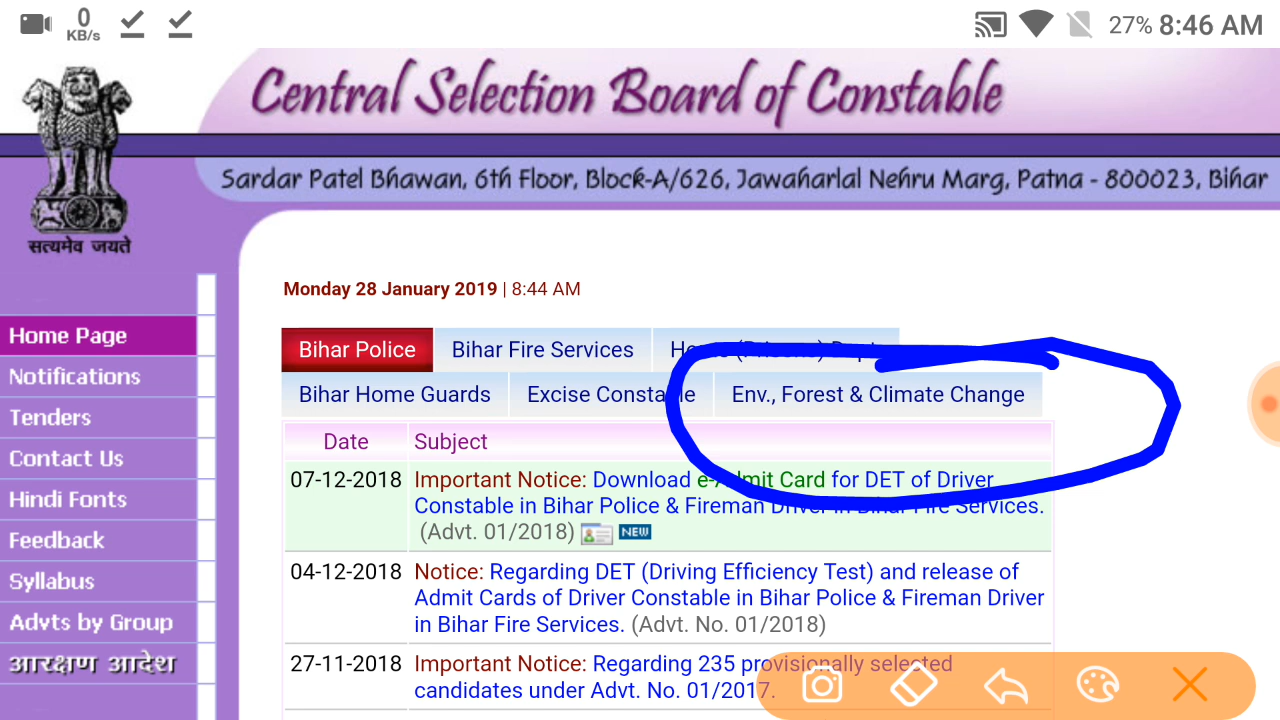 0
KB/s
27% 8:46 AM
Central Selection Board of Constable
Sardar Patel Bhawan, 6th Floor, Block-A/626, Jawaharlal Nehru Marg, Patna - 800023, Bihar
सत्यमेव जयते
Monday 28 January 2019 | 8:44 AM
Home Page
Notifications
Tenders
Contact Us
Hindi Fonts
Feedback
Syllabus
Advts by Group
आरक्षण आदेश
Bihar Police
Bihar Fire Services
Home (Prisons) Dept.
Bihar Home Guards
Excise Constable
Env., Forest & Climate Change
Date
Subject
07-12-2018
Important Notice: Download e-Admit Card for DET of Driver
Constable in Bihar Police & Fireman Driver in Bihar Fire Services.
(Advt. 01/2018)
NEW
04-12-2018
Notice: Regarding DET (Driving Efficiency Test) and release of
Admit Cards of Driver Constable in Bihar Police & Fireman Driver
in Bihar Fire Services. (Advt. No. 01/2018)
27-11-2018
Important Notice: Regarding 235 provisionally selected
candidates under Advt. No. 01/2017.